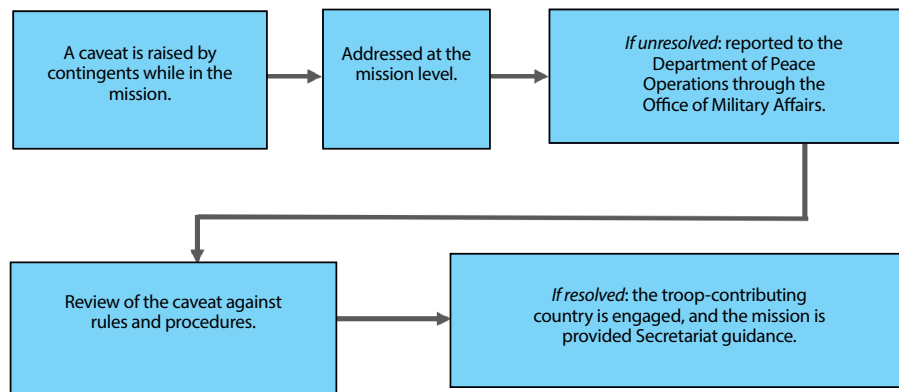 A caveat is raised by
contingents while in the
mission.
Addressed at the
mission level.
If unresolved: reported to the
Department of Peace
Operations through the
Office of Military Affairs.
Review of the caveat against
rules and procedures.
If resolved: the troop-contributing
country is engaged, and the mission is
provided Secretariat guidance.